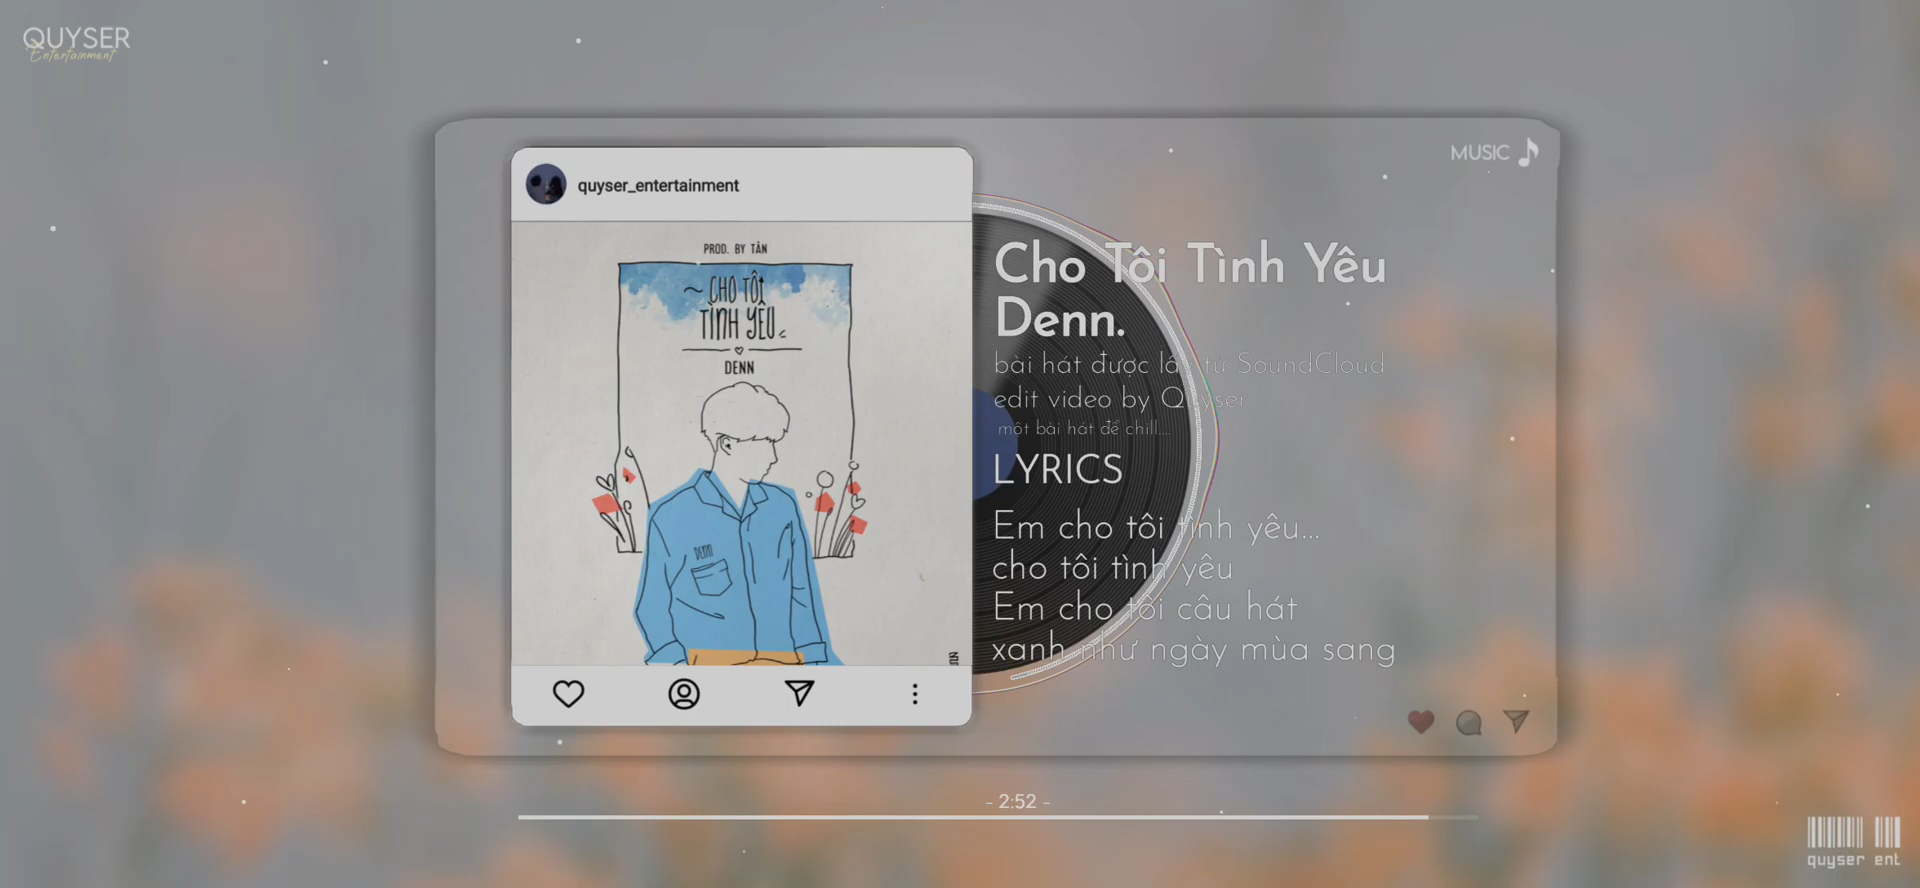 QUYSER
Entertainment
MUSIC
quyser_entertainment
PROD. BY TÂN
~ CHO TÔI
TÌNH YÊU
DENN
DENN
Cho Tôi Tình Yêu
Denn.
bài hát được lấy từ SoundCloud
edit video by Quyser
một bài hát để chill....
LYRICS
Em cho tôi tình yêu...
cho tôi tình yêu
Em cho tôi câu hát
xanh như ngày mùa sang
- 2:52 -
quyser ent